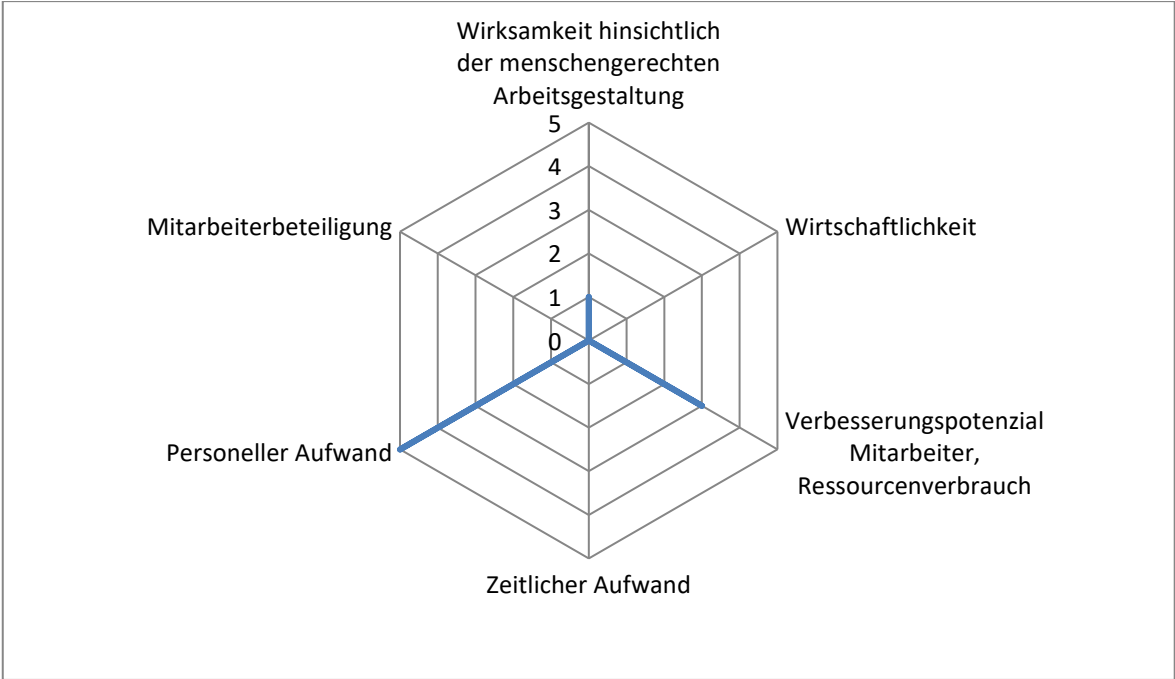 Wirksamkeit hinsichtlich
der menschengerechten
Arbeitsgestaltung
5
4
3
2
1
0
Wirtschaftlichkeit
Verbesserungspotenzial
Mitarbeiter,
Ressourcenverbrauch
Zeitlicher Aufwand
Personeller Aufwand
Mitarbeiterbeteiligung